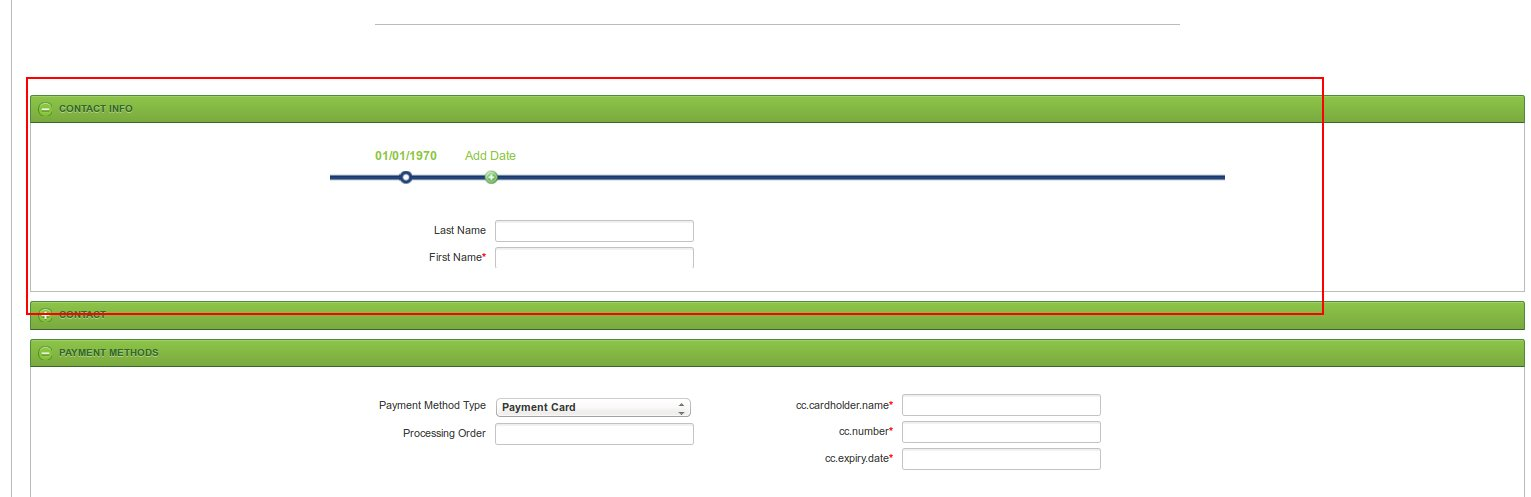 CONTACT INFO
01/01/1970 Add Date
Last Name
First Name*
CONTACT
PAYMENT METHODS
Payment Method Type Payment Card cc.cardholder.name*
Processing Order cc.number*
cc.expiry.date*